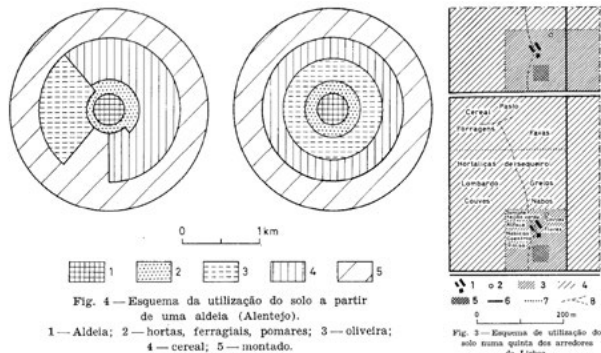 0 1km
1 2 3 4 5
Fig. 4 — Esquema da utilização do solo a partir
de uma aldeia (Alentejo).
1 — Aldeia; 2 — hortas, ferragiais, pomares; 3 — oliveira;
4 — cereal; 5 — montado.
Cereal Pasto
Forragens Favas
Hortaliças de sequeiro
Lombardo Grelos
Couves Nabos
1 2 3 4
5 6 7 8
0 200 m
Fig. 3 — Esquema de utilização do
solo numa quinta dos arredores
de Lisboa